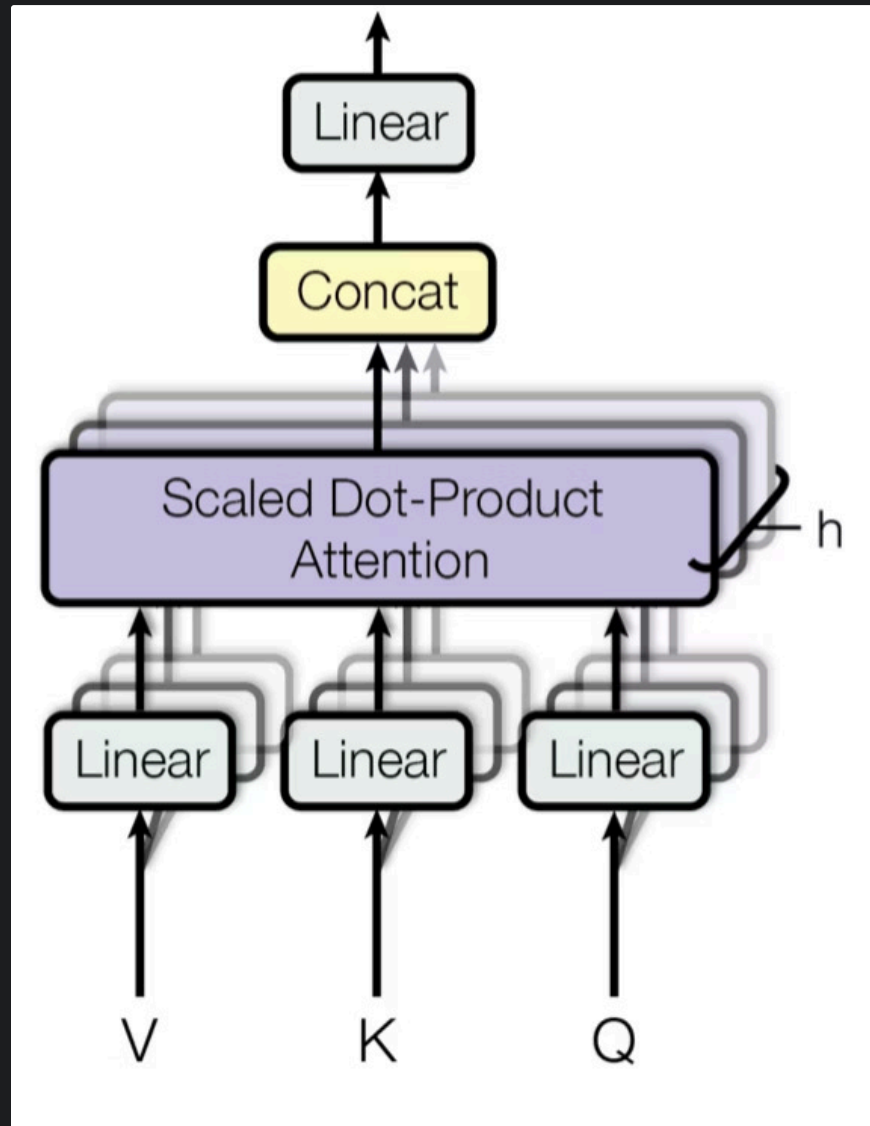 Linear
Concat
Scaled Dot-Product
Attention
h
Linear
Linear
Linear
V
K
Q